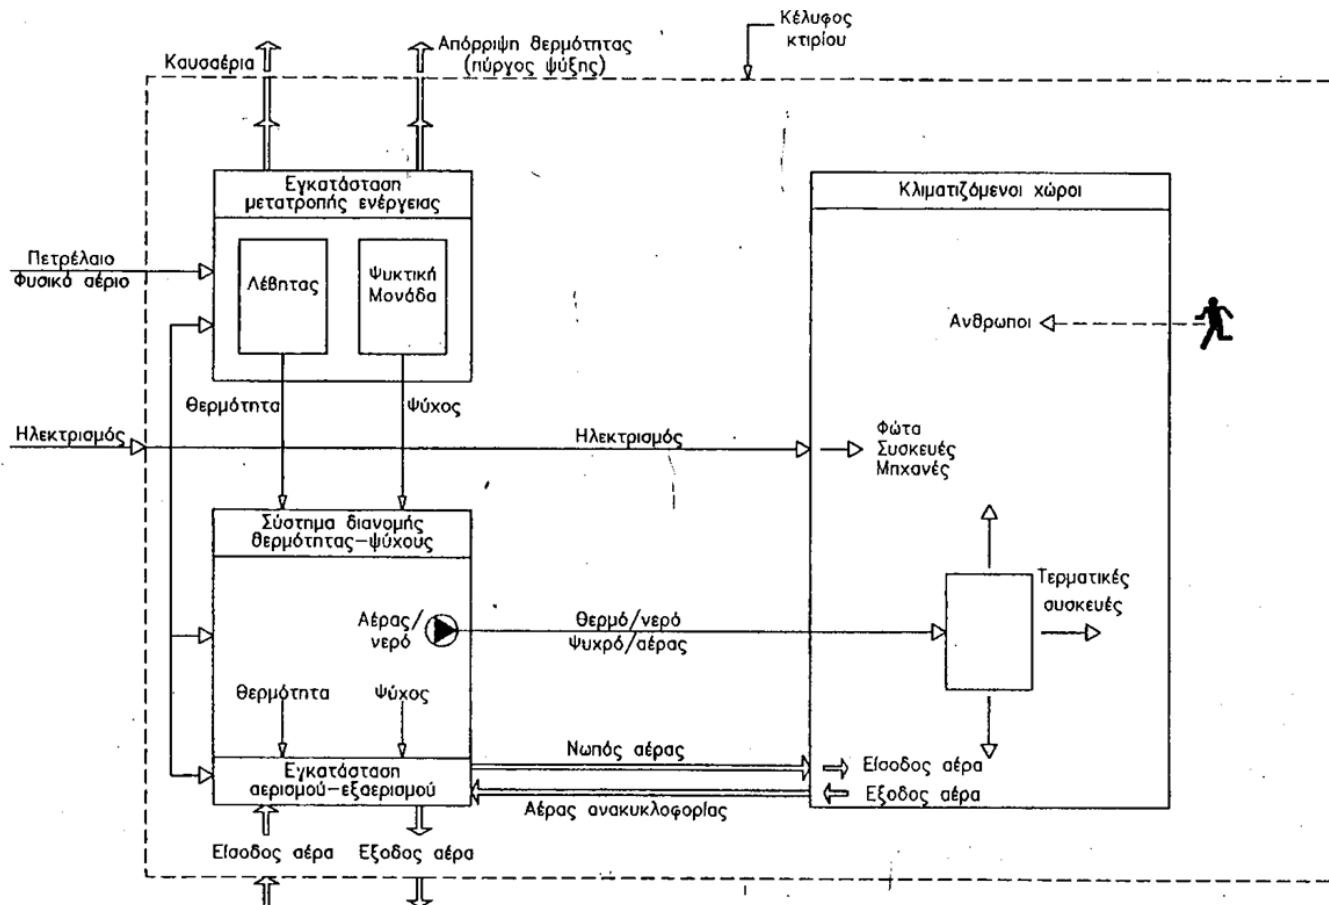 Κέλυφος
κτιρίου
Καυσαέρια
Απόρριψη θερμότητας
(πύργος ψύξης)
Εγκατάσταση
μετατροπής ενέργειας
Κλιματιζόμενοι χώροι
Πετρέλαιο
Φυσικό αέριο
Λέβητας
Ψυκτική
Μονάδα
Ανθρωποι
θερμότητα
Ψύχος
Ηλεκτρισμός
Ηλεκτρισμός
Φώτα
Συσκευές
Μηχανές
Σύστημα διανομής
θερμότητας-ψύχους
Αέρας/
νερό
θερμό/νερό
Ψυχρό/αέρας
Τερματικές
συσκευές
θερμότητα
Ψύχος
Νωπός αέρας
Εγκατάσταση
αερισμού-εξαερισμού
Είσοδος αέρα
Εξοδος αέρα
Αέρας ανακυκλοφορίας
Είσοδος αέρα
Εξοδος αέρα